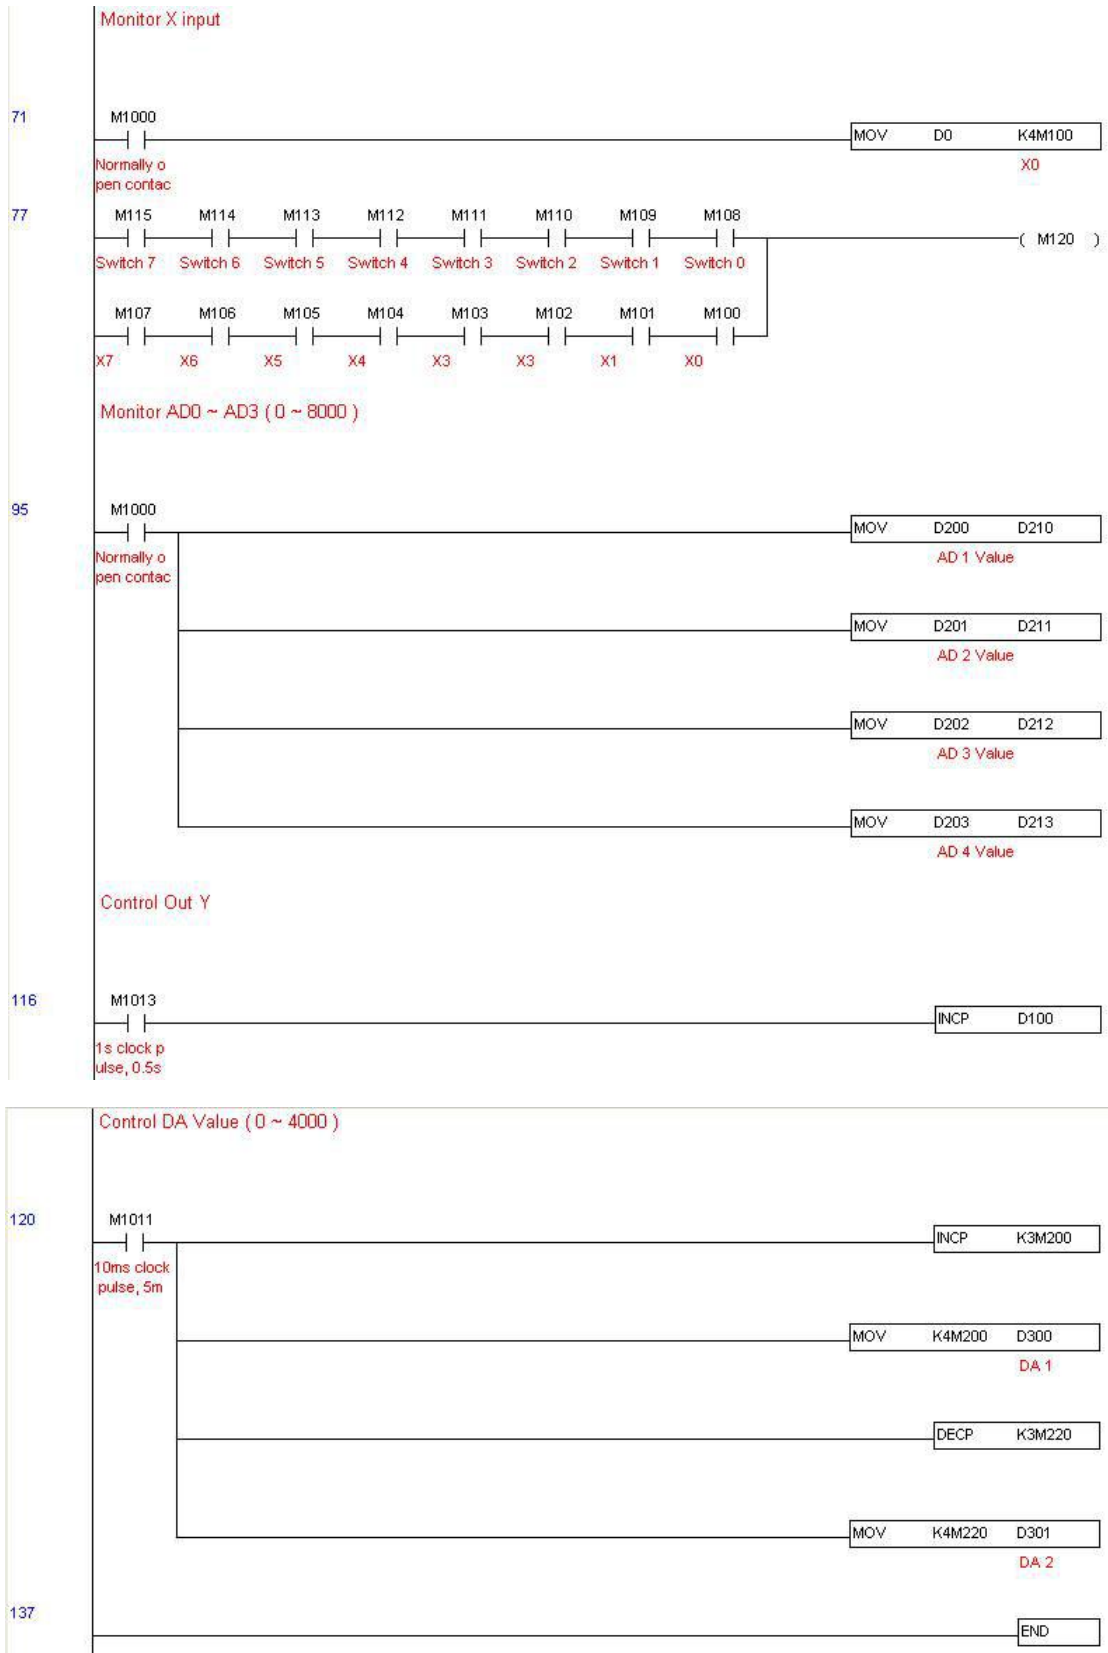 Monitor X input
71
M1000
MOV D0 K4M100
Normally o
pen contac
X0
77
M115 M114 M113 M112 M111 M110 M109 M108
( M120 )
Switch 7 Switch 6 Switch 5 Switch 4 Switch 3 Switch 2 Switch 1 Switch 0
M107 M106 M105 M104 M103 M102 M101 M100
X7 X6 X5 X4 X3 X3 X1 X0
Monitor AD0 ~ AD3 ( 0 ~ 8000 )
95
M1000
MOV D200 D210
Normally o
pen contac
AD 1 Value
MOV D201 D211
AD 2 Value
MOV D202 D212
AD 3 Value
MOV D203 D213
AD 4 Value
Control Out Y
116
M1013
INCP D100
1s clock p
ulse, 0.5s
Control DA Value ( 0 ~ 4000 )
120
M1011
INCP K3M200
10ms clock
pulse, 5m
MOV K4M200 D300
DA 1
DECP K3M220
MOV K4M220 D301
DA 2
137
END